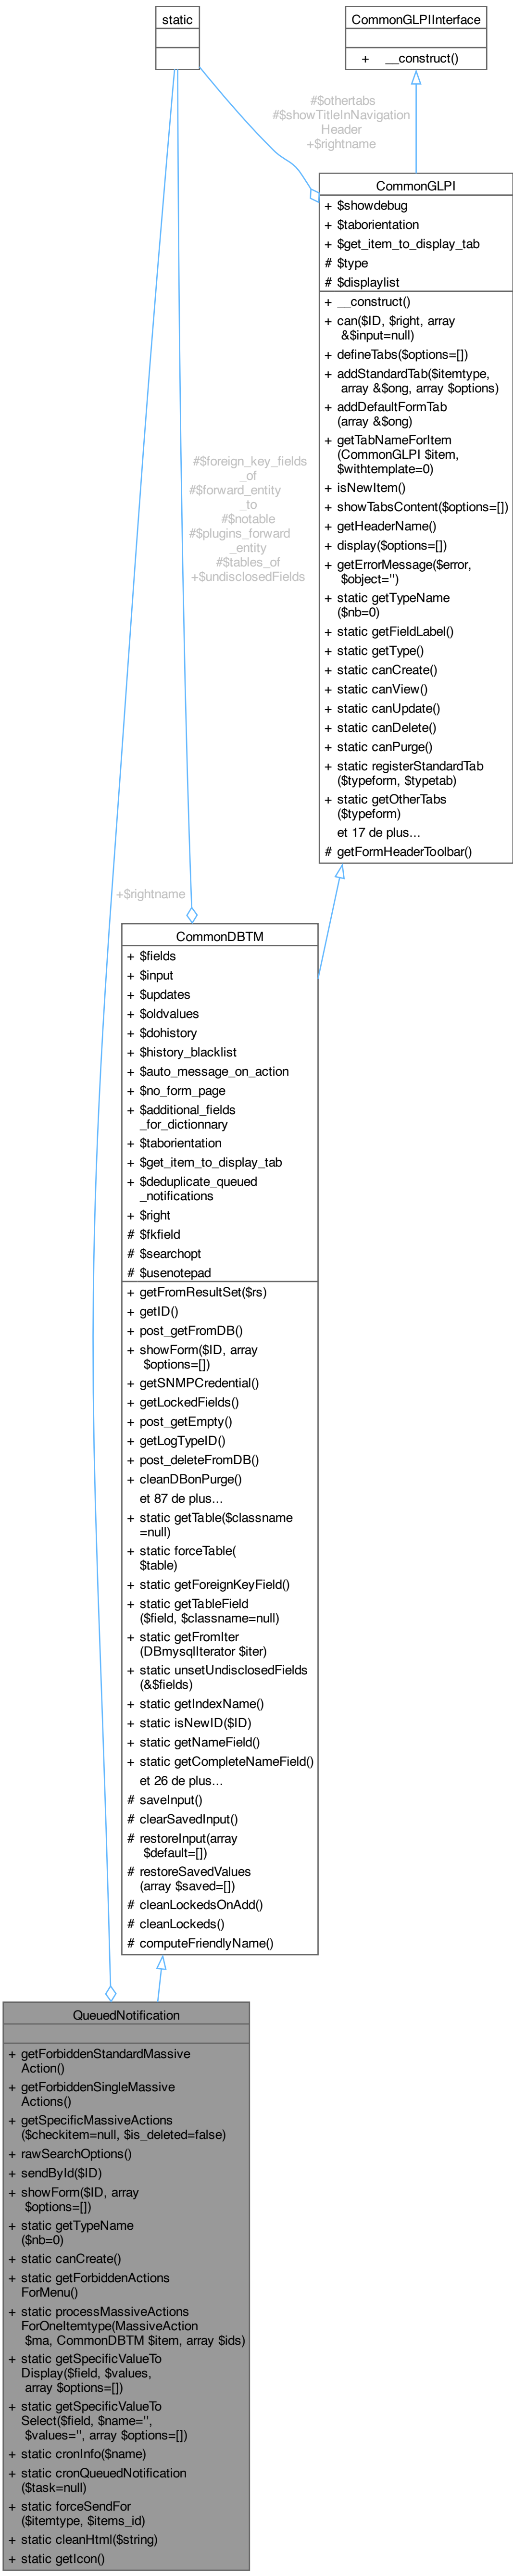 static
CommonGLPIInterface
+ __construct()
#$othertabs
#$showTitleInNavigation
Header
+$rightname
CommonGLPI
+ $showdebug
+ $taborientation
+ $get_item_to_display_tab
# $type
# $displaylist
+ __construct()
+ can($ID, $right, array
&$input=null)
+ defineTabs($options=[])
+ addStandardTab($itemtype,
array &$ong, array $options)
+ addDefaultFormTab
(array &$ong)
+ getTabNameForItem
(CommonGLPI $item,
$withtemplate=0)
+ isNewItem()
+ showTabsContent($options=[])
+ getHeaderName()
+ display($options=[])
+ getErrorMessage($error,
$object='')
+ static getTypeName
($nb=0)
+ static getFieldLabel()
+ static getType()
+ static canCreate()
+ static canView()
+ static canUpdate()
+ static canDelete()
+ static canPurge()
+ static registerStandardTab
($typeform, $typetab)
+ static getOtherTabs
($typeform)
et 17 de plus...
# getFormHeaderToolbar()
#$foreign_key_fields
_of
#$forward_entity
_to
#$notable
#$plugins_forward
_entity
#$tables_of
+$undisclosedFields
+$rightname
CommonDBTM
+ $fields
+ $input
+ $updates
+ $oldvalues
+ $dohistory
+ $history_blacklist
+ $auto_message_on_action
+ $no_form_page
+ $additional_fields
_for_dictionnary
+ $taborientation
+ $get_item_to_display_tab
+ $deduplicate_queued
_notifications
+ $right
# $fkfield
# $searchopt
# $usenotepad
+ getFromResultSet($rs)
+ getID()
+ post_getFromDB()
+ showForm($ID, array
$options=[])
+ getSNMPCredential()
+ getLockedFields()
+ post_getEmpty()
+ getLogTypeID()
+ post_deleteFromDB()
+ cleanDBonPurge()
et 87 de plus...
+ static getTable($classname
=null)
+ static forceTable(
$table)
+ static getForeignKeyField()
+ static getTableField
($field, $classname=null)
+ static getFromIter
(DBmysqlIterator $iter)
+ static unsetUndisclosedFields
(&$fields)
+ static getIndexName()
+ static isNewID($ID)
+ static getNameField()
+ static getCompleteNameField()
et 26 de plus...
# saveInput()
# clearSavedInput()
# restoreInput(array
$default=[])
# restoreSavedValues
(array $saved=[])
# cleanLockedsOnAdd()
# cleanLockeds()
# computeFriendlyName()
QueuedNotification
+ getForbiddenStandardMassive
Action()
+ getForbiddenSingleMassive
Actions()
+ getSpecificMassiveActions
($checkitem=null, $is_deleted=false)
+ rawSearchOptions()
+ sendById($ID)
+ showForm($ID, array
$options=[])
+ static getTypeName
($nb=0)
+ static canCreate()
+ static getForbiddenActions
ForMenu()
+ static processMassiveActions
ForOneItemtype(MassiveAction
$ma, CommonDBTM $item, array $ids)
+ static getSpecificValueTo
Display($field, $values,
array $options=[])
+ static getSpecificValueTo
Select($field, $name='',
$values='', array $options=[])
+ static cronInfo($name)
+ static cronQueuedNotification
($task=null)
+ static forceSendFor
($itemtype, $items_id)
+ static cleanHtml($string)
+ static getIcon()